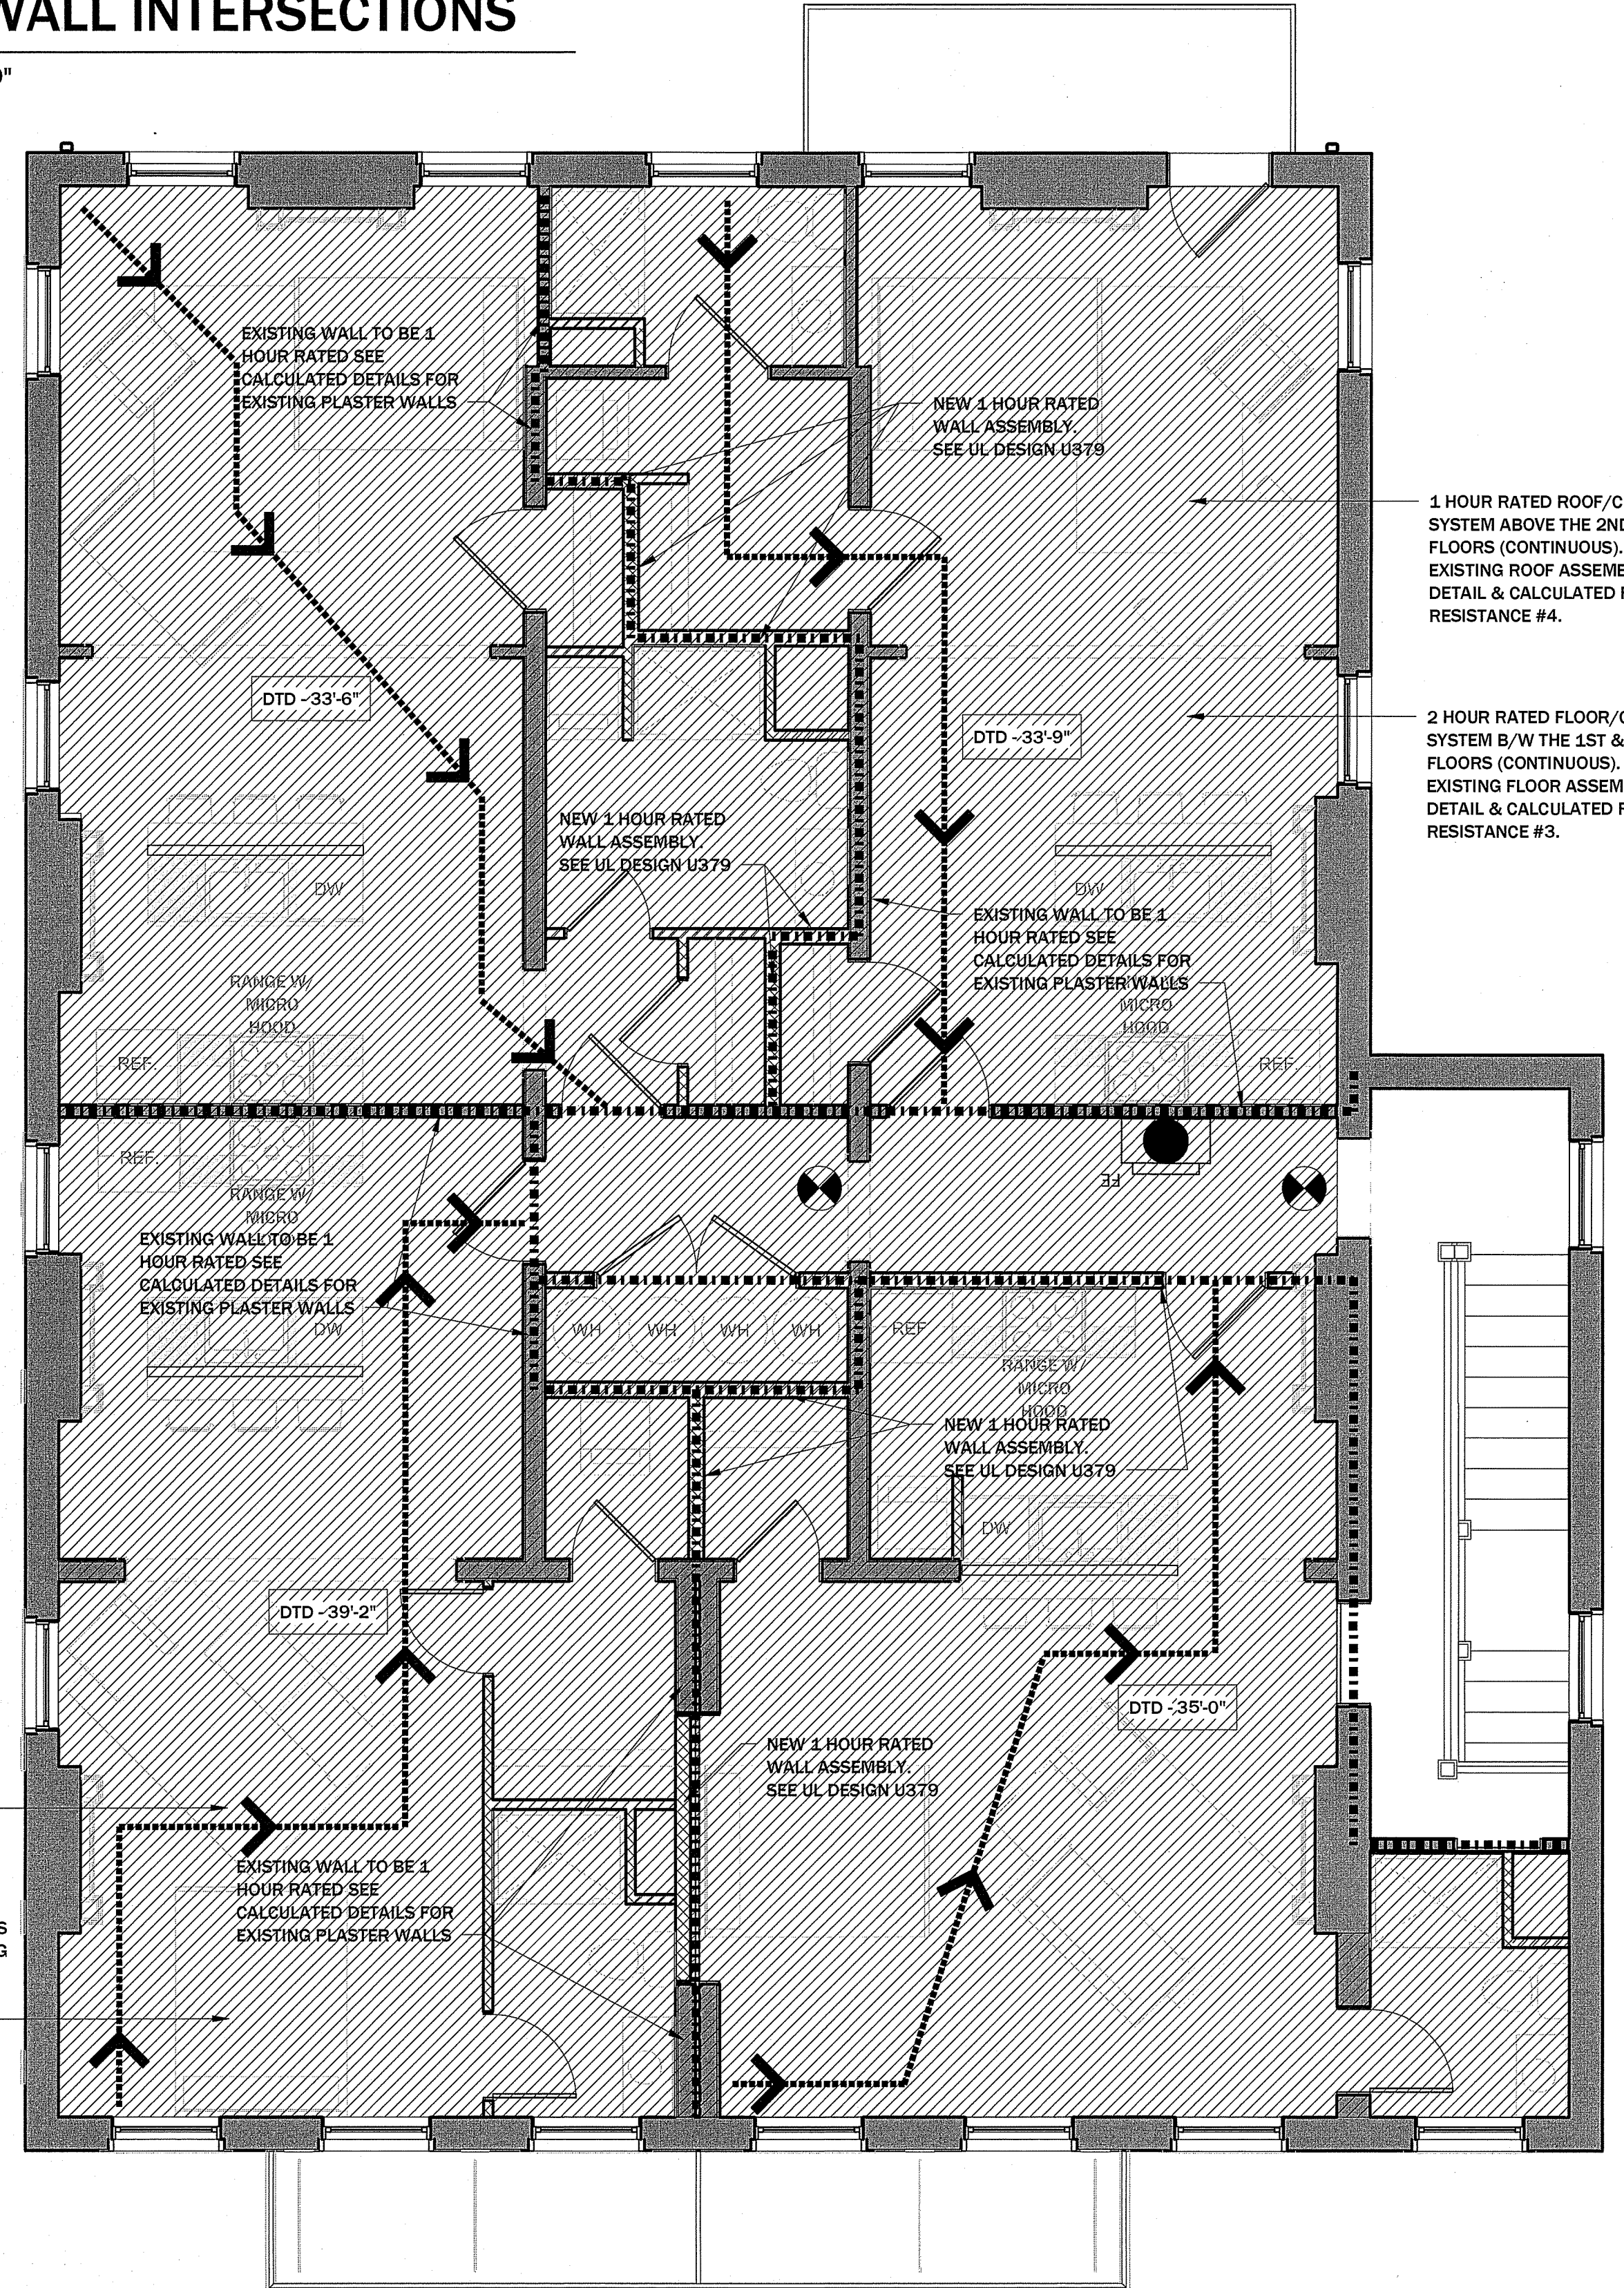 WALL INTERSECTIONS
0"
EXISTING WALL TO BE 1
HOUR RATED SEE
CALCULATED DETAILS FOR
EXISTING PLASTER WALLS
NEW 1 HOUR RATED
WALL ASSEMBLY.
SEE UL DESIGN U379
1 HOUR RATED ROOF/C
SYSTEM ABOVE THE 2ND
FLOORS (CONTINUOUS).
EXISTING ROOF ASSEMB
DETAIL & CALCULATED F
RESISTANCE #4.
DTD - 33'-6"
DTD - 33'-9"
2 HOUR RATED FLOOR/C
SYSTEM B/W THE 1ST &
FLOORS (CONTINUOUS).
EXISTING FLOOR ASSEM
DETAIL & CALCULATED F
RESISTANCE #3.
NEW 1 HOUR RATED
WALL ASSEMBLY.
SEE UL DESIGN U379
DW
DW
EXISTING WALL TO BE 1
HOUR RATED SEE
CALCULATED DETAILS FOR
EXISTING PLASTER WALLS
RANGE W/
MICRO
HOOD
MICRO
HOOD
REF.
REF.
REF.
RANGE W/
MICRO
FE
EXISTING WALL TO BE 1
HOUR RATED SEE
CALCULATED DETAILS FOR
EXISTING PLASTER WALLS
DW
WH
WH
WH
WH
REF
RANGE W/
MICRO
HOOD
NEW 1 HOUR RATED
WALL ASSEMBLY.
SEE UL DESIGN U379
DW
DTD - 39'-2"
DTD - 35'-0"
NEW 1 HOUR RATED
WALL ASSEMBLY.
SEE UL DESIGN U379
EXISTING WALL TO BE 1
HOUR RATED SEE
CALCULATED DETAILS FOR
EXISTING PLASTER WALLS
S
G